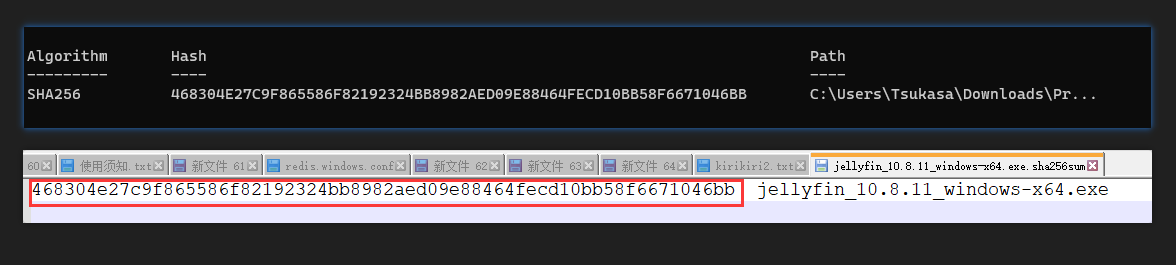 Algorithm Hash Path
--------- ---- ----
SHA256 468304E27C9F865586F82192324BB8982AED09E88464FECD10BB58F6671046BB C:\Users\Tsukasa\Downloads\Pr...
60 使用须知.txt 新文件 61 redis.windows.conf 新文件 62 新文件 63 新文件 64 kirikiri2.txt jellyfin_10.8.11_windows-x64.exe.sha256sum
468304e27c9f865586f82192324bb8982aed09e88464fecd10bb58f6671046bb jellyfin_10.8.11_windows-x64.exe